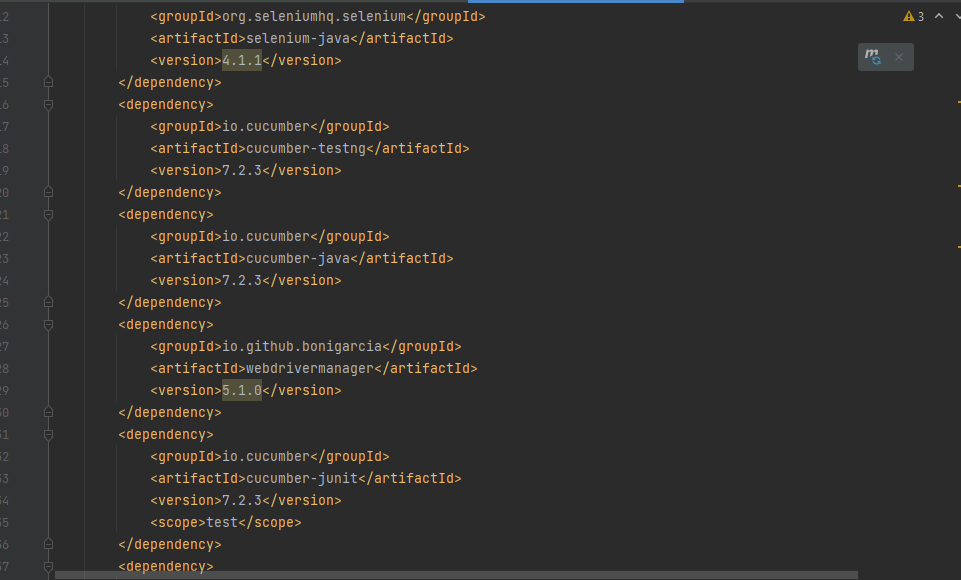 12 <groupId>org.seleniumhq.selenium</groupId> 3
13 <artifactId>selenium-java</artifactId>
14 <version>4.1.1</version>
15 </dependency>
16 <dependency>
17 <groupId>io.cucumber</groupId>
18 <artifactId>cucumber-testng</artifactId>
19 <version>7.2.3</version>
20 </dependency>
21 <dependency>
22 <groupId>io.cucumber</groupId>
23 <artifactId>cucumber-java</artifactId>
24 <version>7.2.3</version>
25 </dependency>
26 <dependency>
27 <groupId>io.github.bonigarcia</groupId>
28 <artifactId>webdrivermanager</artifactId>
29 <version>5.1.0</version>
30 </dependency>
31 <dependency>
32 <groupId>io.cucumber</groupId>
33 <artifactId>cucumber-junit</artifactId>
34 <version>7.2.3</version>
35 <scope>test</scope>
36 </dependency>
37 <dependency>